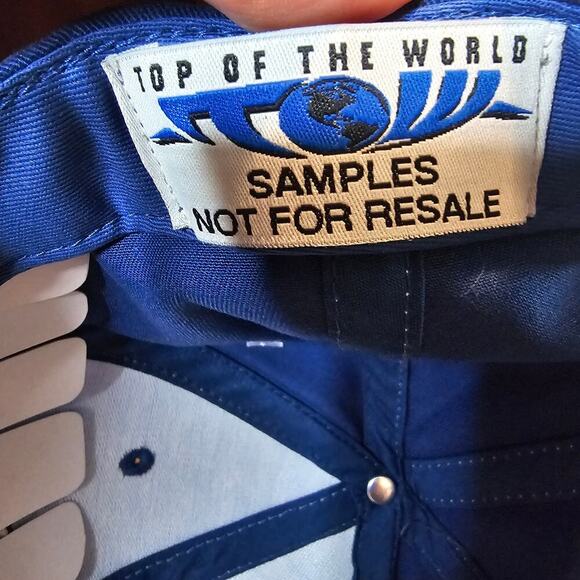 TOP OF THE WORLD
TOW
SAMPLES
NOT FOR RESALE